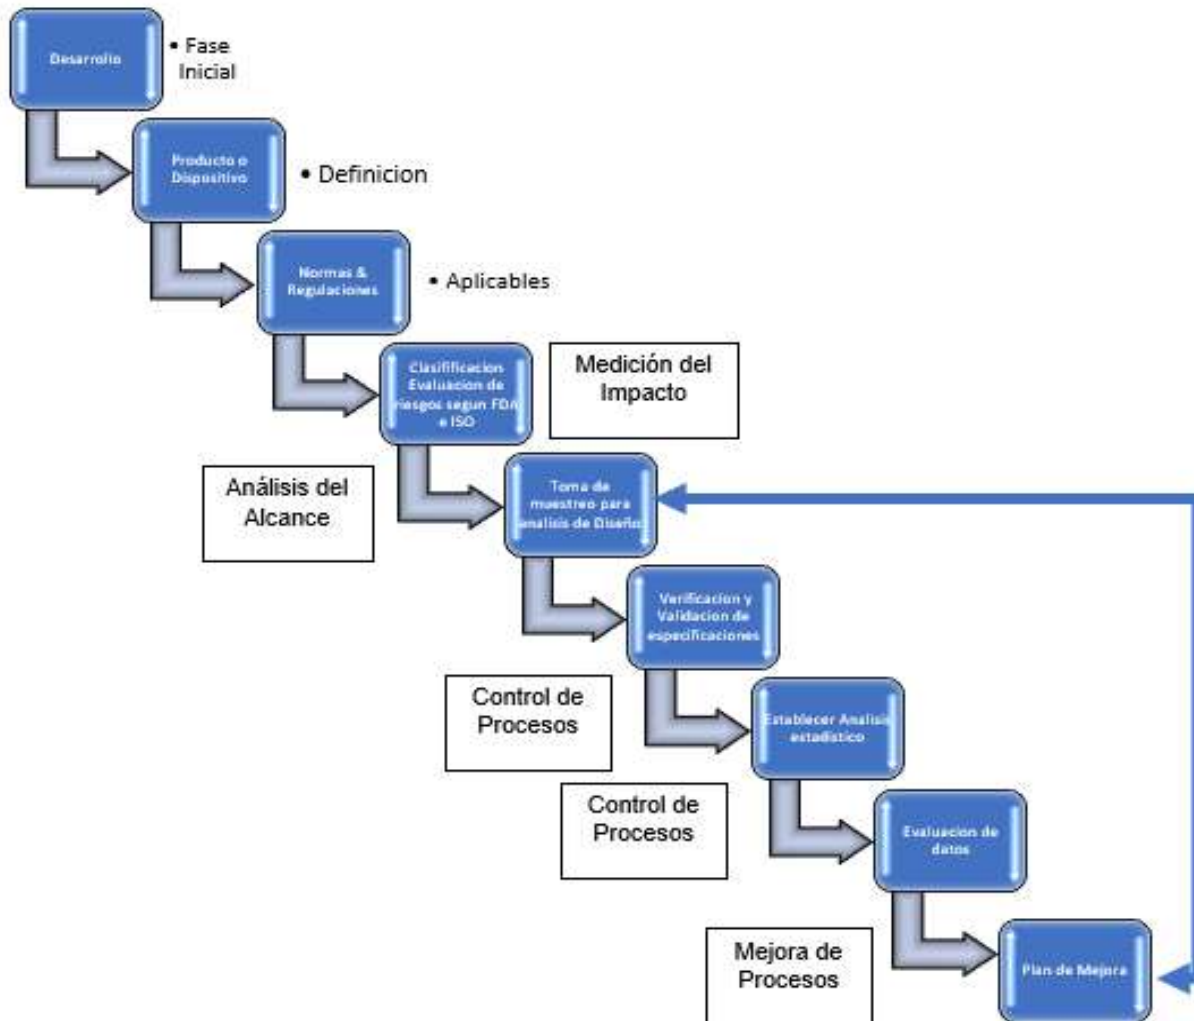 Desarrollo
• Fase
Inicial
Producto o
Dispositivo
• Definicion
Normas &
Regulaciones
• Aplicables
Clasifificacion
Evaluacion de
riesgos segun FDA
e ISO
Medición del
Impacto
Análisis del
Alcance
Toma de
muestreo para
analisis de Diseño
Verificacion y
Validacion de
especificaciones
Control de
Procesos
Establecer Analisis
estadistico
Control de
Procesos
Evaluacion de
datos
Mejora de
Procesos
Plan de Mejora